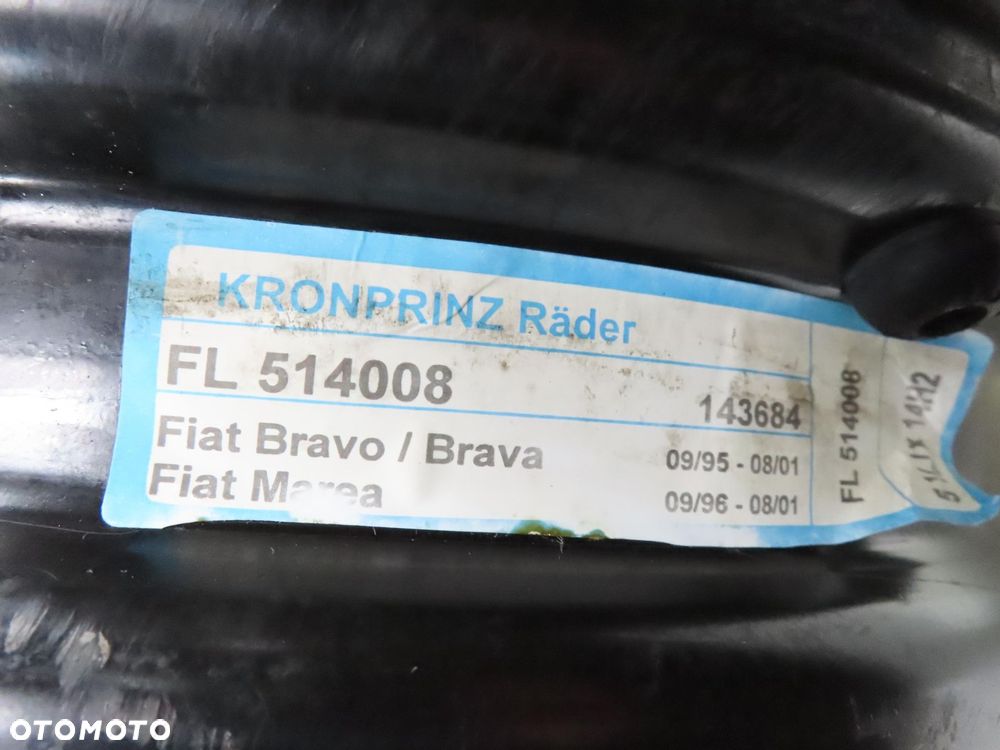 KRONPRINZ Räder
FL 514008
143684
Fiat Bravo / Brava
09/95 - 08/01
Fiat Marea
09/96 - 08/01
FL 514008
14H2
OTOMOTO